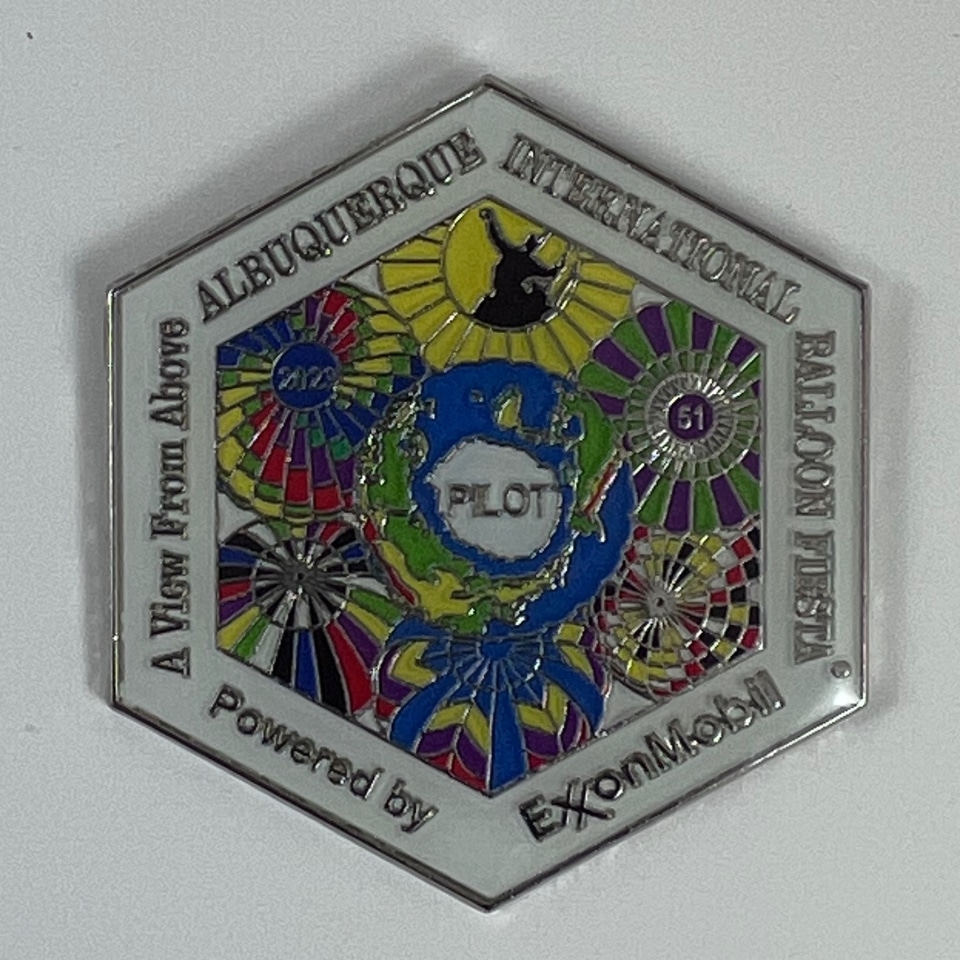 A View From Above
ALBUQUERQUE
INTERNATIONAL
BALLOON FIESTA®
2023
51
PILOT
Powered by
ExxonMobil